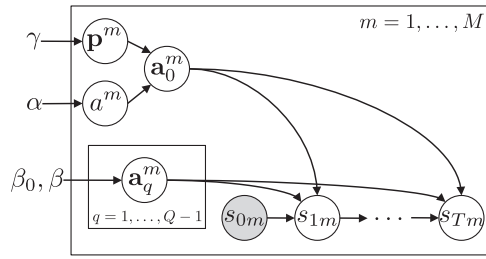 m = 1, . . . , M
γ
p^m
a_0^m
α
a^m
β_0, β
a_q^m
q = 1, . . . , Q - 1
s_{0m}
s_{1m}
· · ·
s_{Tm}